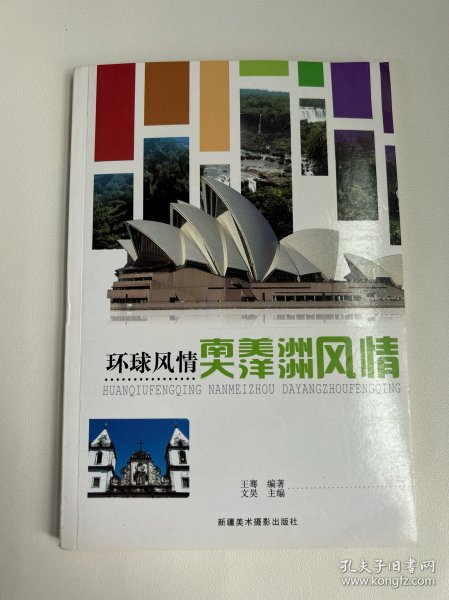 环球风情
南美洲
大洋洲
风情
HUANQIUFENGQING NANMEIZHOU DAYANGZHOUFENGQING
王骞 编著
文昊 主编
新疆美术摄影出版社
孔夫子旧书网
www.kongfz.com